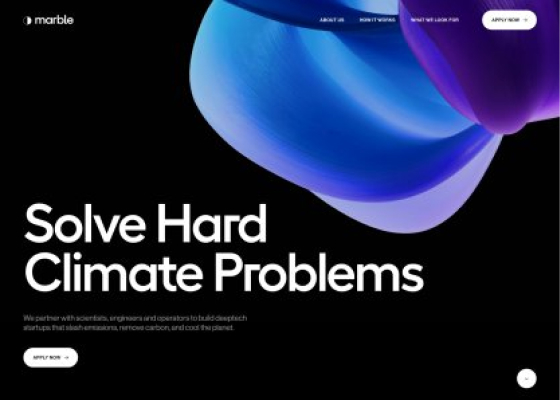 marble
ABOUT US
HOW IT WORKS
WHAT WE LOOK FOR
APPLY NOW →
Solve Hard
Climate Problems
We partner with scientists, engineers and operators to build deeptech
startups that slash emissions, remove carbon, and cool the planet.
APPLY NOW →